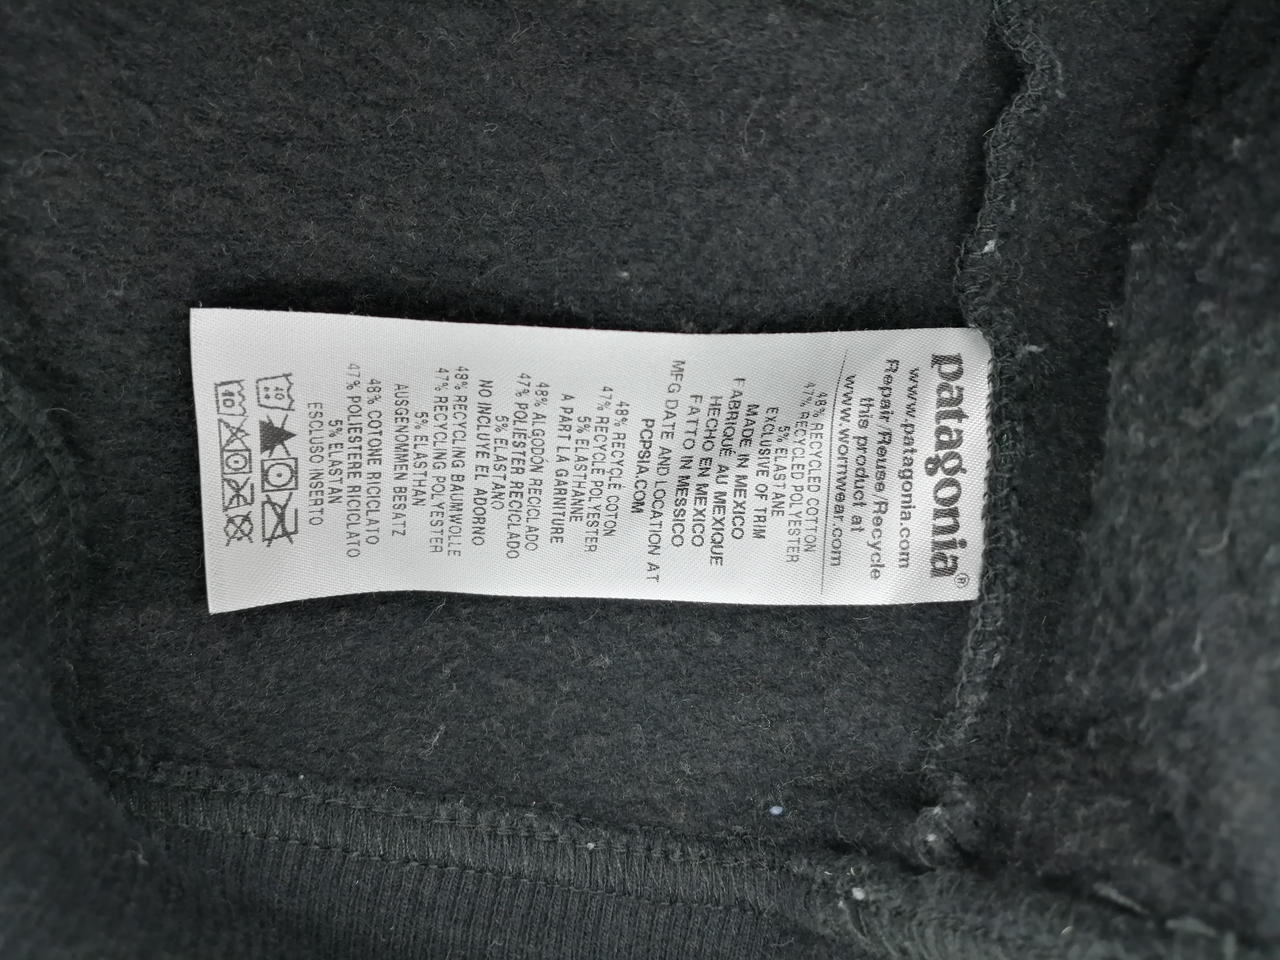 patagonia®
www.patagonia.com
Repair/Reuse/Recycle
this product at
www.wornwear.com
48% RECYCLED COTTON
47% RECYCLED POLYESTER
5% ELASTANE
EXCLUSIVE OF TRIM
MADE IN MEXICO
FABRIQUÉ AU MEXIQUE
HECHO EN MEXICO
FATTO IN MESSICO
MFG DATE AND LOCATION AT
PCPSIA.COM
48% RECYCLÉ COTON
47% RECYCLÉ POLYESTER
5% ELASTHANNE
A PART LA GARNITURE
48% ALGODON RECICLADO
47% POLIÉSTER RECICLADO
5% ELASTANO
NO INCLUYE EL ADORNO
48% RECYCLING BAUMWOLLE
47% RECYCLING POLYESTER
5% ELASTHAN
AUSGENOMMEN BESATZ
48% COTONE RICICLATO
47% POLIESTERE RICICLATO
5% ELASTAN
ESCLUSO INSERTO
40
40